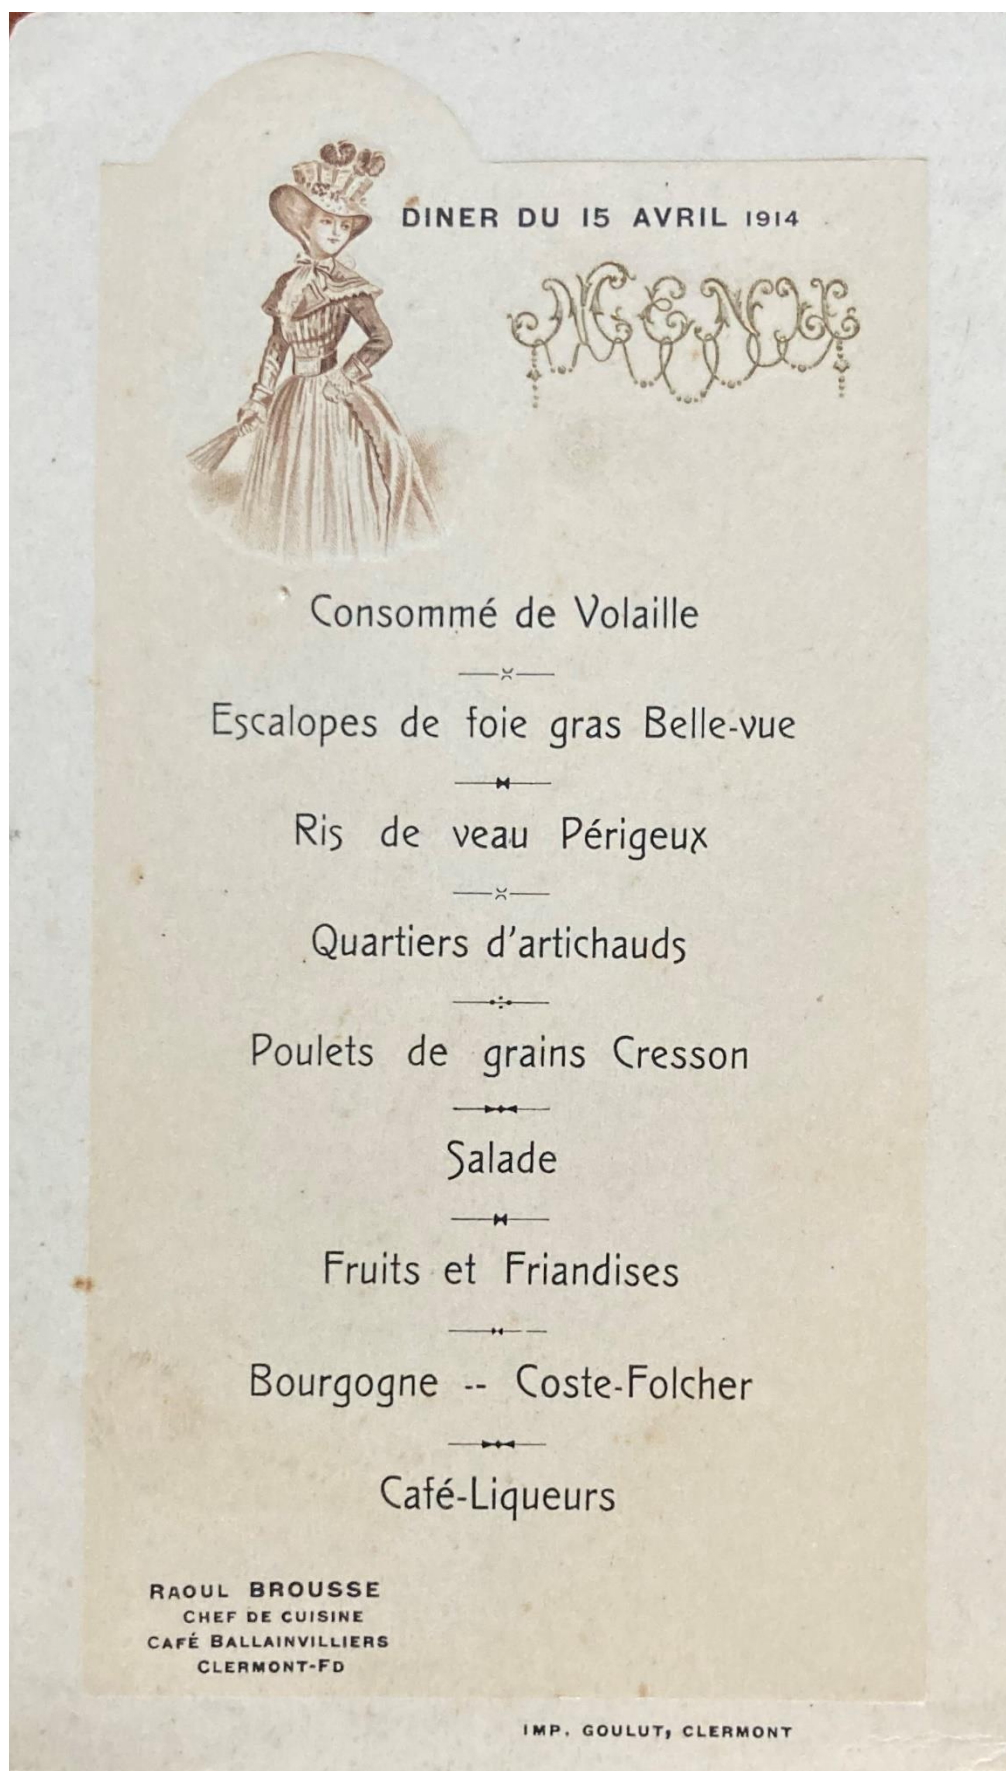 DINER DU 15 AVRIL 1914
MENU
Consommé de Volaille
Escalopes de foie gras Belle-vue
Ris de veau Périgeux
Quartiers d'artichauds
Poulets de grains Cresson
Salade
Fruits et Friandises
Bourgogne -- Coste-Folcher
Café-Liqueurs
RAOUL BROUSSE
CHEF DE CUISINE
CAFÉ BALLAINVILLIERS
CLERMONT-FD
IMP. GOULUT, CLERMONT